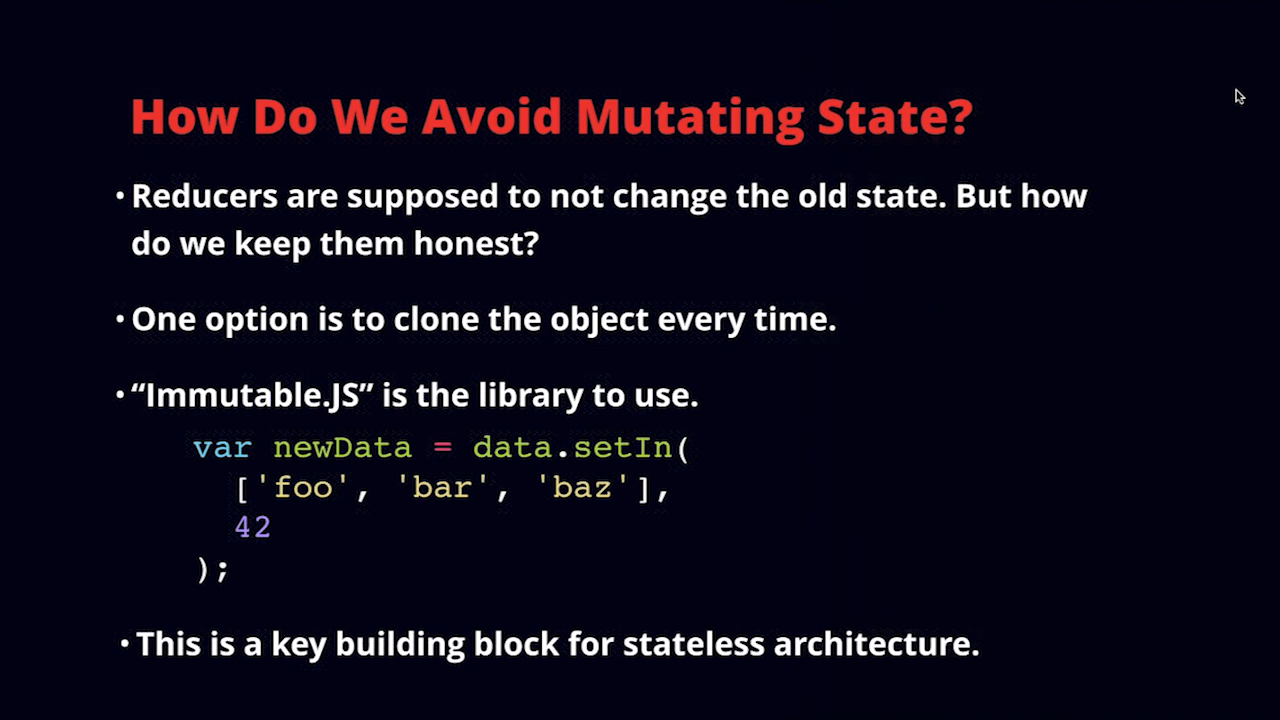 How Do We Avoid Mutating State?
• Reducers are supposed to not change the old state. But how
do we keep them honest?
• One option is to clone the object every time.
• “Immutable.JS” is the library to use.
var newData = data.setIn(
['foo', 'bar', 'baz'],
42
);
• This is a key building block for stateless architecture.